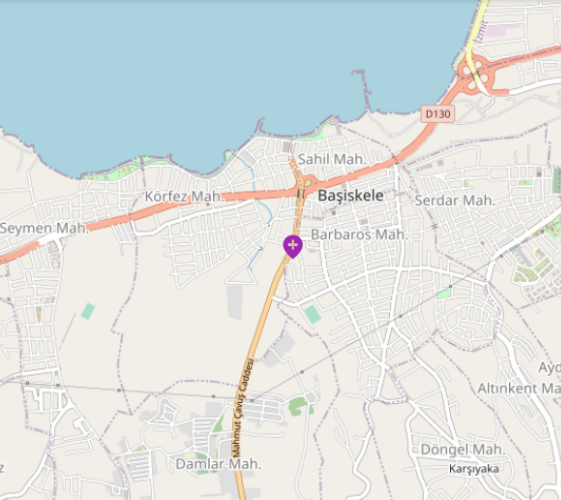 İzmit
D130
Sahil Mah.
Başiskele
Körfez Mah.
Serdar Mah.
Seymen Mah.
Barbaros Mah.
Mahmut Çavuş Caddesi
Altınkent Ma
Döngel Mah.
Karşıyaka
Damlar Mah.